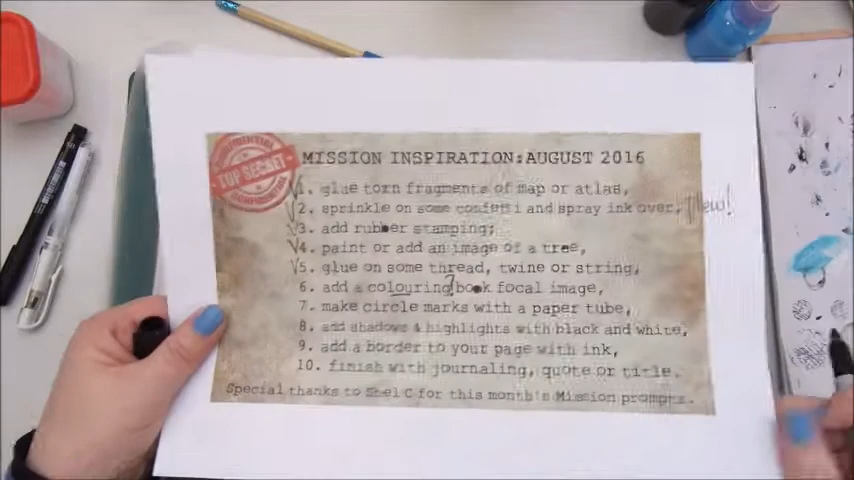 CONFIDENTIAL
TOP SECRET
CONFIDENTIAL
MISSION INSPIRATION: AUGUST 2016
1. glue torn fragments of map or atlas,
2. sprinkle on some confetti and spray ink over, Mew!
3. add rubber stamping;
4. paint or add an image of a tree,
5. glue on some thread, twine or string,
6. add a colouring? book focal image,
7. make circle marks with a paper tube,
8. add shadows & highlights with black and white,
9. add a border to your page with ink,
10. finish with journaling, quote or title.
Special thanks to Shel C for this month's Mission prompts.